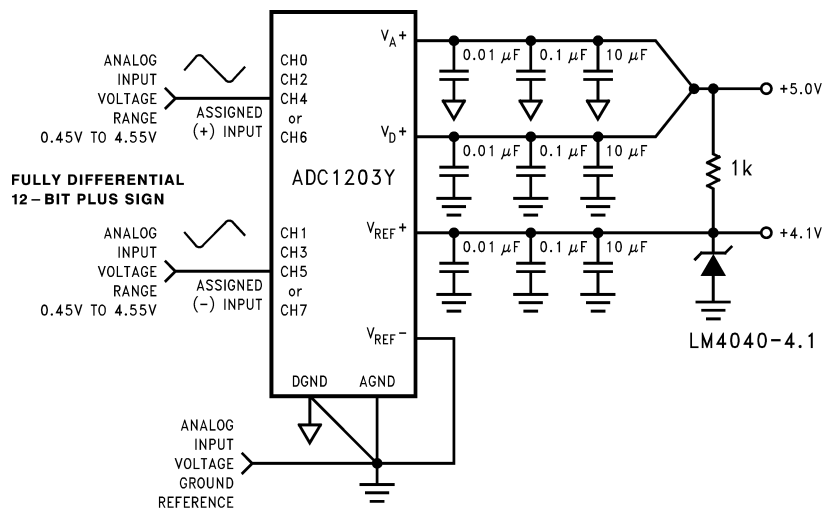 V_A+
0.01 µF
0.1 µF
10 µF
+5.0V
ANALOG
INPUT
VOLTAGE
RANGE
0.45V TO 4.55V
ASSIGNED
(+) INPUT
CH0
CH2
CH4
or
CH6
V_D+
0.01 µF
0.1 µF
10 µF
1k
FULLY DIFFERENTIAL
12-BIT PLUS SIGN
ADC1203Y
V_REF+
0.01 µF
0.1 µF
10 µF
+4.1V
ANALOG
INPUT
VOLTAGE
RANGE
0.45V TO 4.55V
ASSIGNED
(-) INPUT
CH1
CH3
CH5
or
CH7
V_REF-
LM4040-4.1
DGND
AGND
ANALOG
INPUT
VOLTAGE
GROUND
REFERENCE